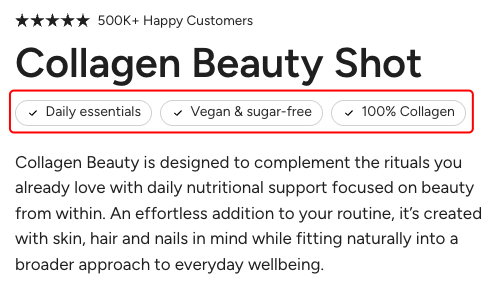 ★★★★★ 500K+ Happy Customers
Collagen Beauty Shot
✓ Daily essentials ✓ Vegan & sugar-free ✓ 100% Collagen
Collagen Beauty is designed to complement the rituals you
already love with daily nutritional support focused on beauty
from within. An effortless addition to your routine, it’s created
with skin, hair and nails in mind while fitting naturally into a
broader approach to everyday wellbeing.